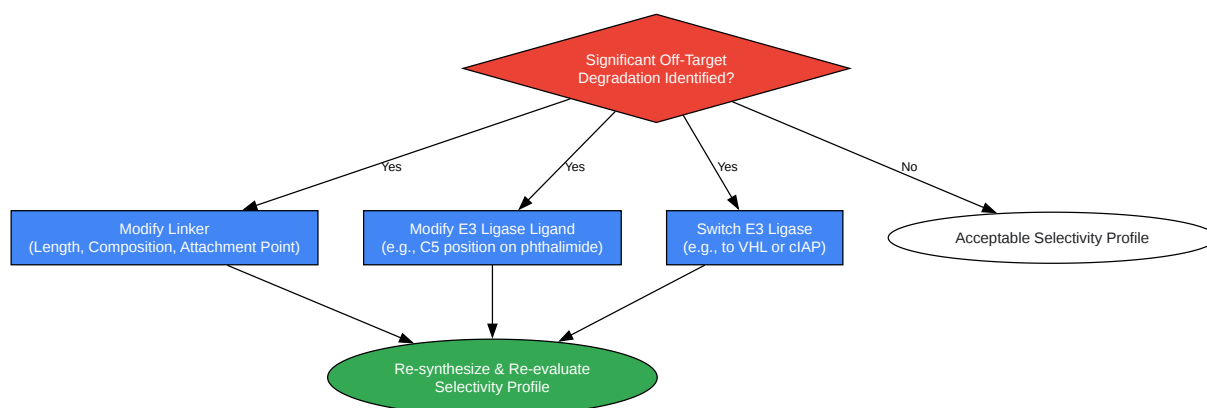 Significant Off-Target
Degradation Identified?
Yes
Yes
Yes
No
Modify Linker
(Length, Composition, Attachment Point)
Modify E3 Ligase Ligand
(e.g., C5 position on phthalimide)
Switch E3 Ligase
(e.g., to VHL or cIAP)
Acceptable Selectivity Profile
Re-synthesize & Re-evaluate
Selectivity Profile